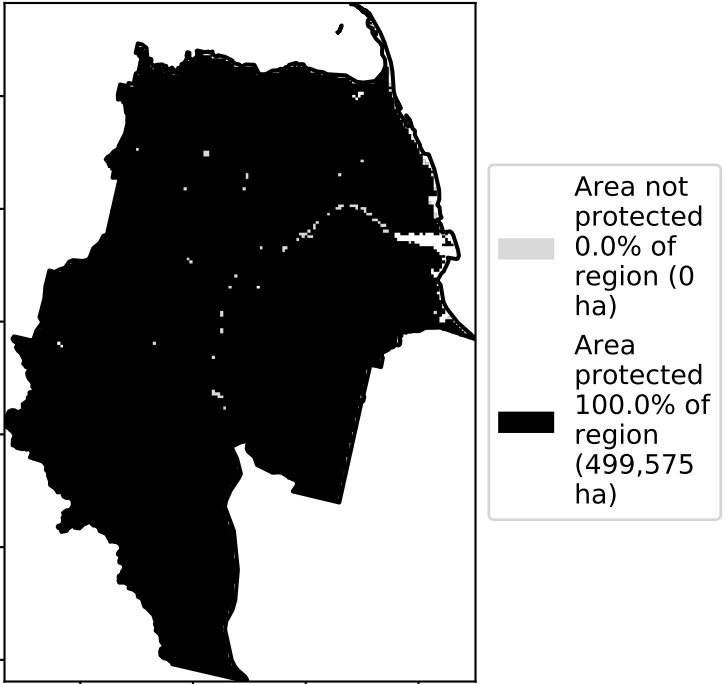 Area not
protected
0.0% of
region (0
ha)
Area
protected
100.0% of
region
(499,575
ha)